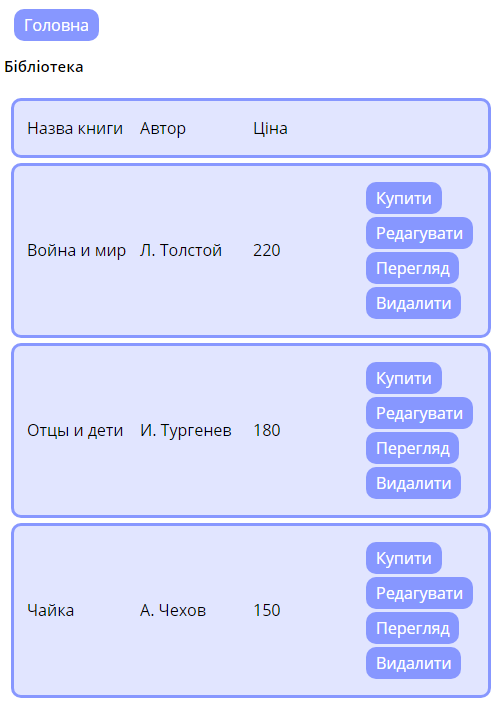 Головна
Бібліотека
Назва книги Автор Ціна
Война и мир Л. Толстой 220
Купити
Редагувати
Перегляд
Видалити
Отцы и дети И. Тургенев 180
Купити
Редагувати
Перегляд
Видалити
Чайка А. Чехов 150
Купити
Редагувати
Перегляд
Видалити